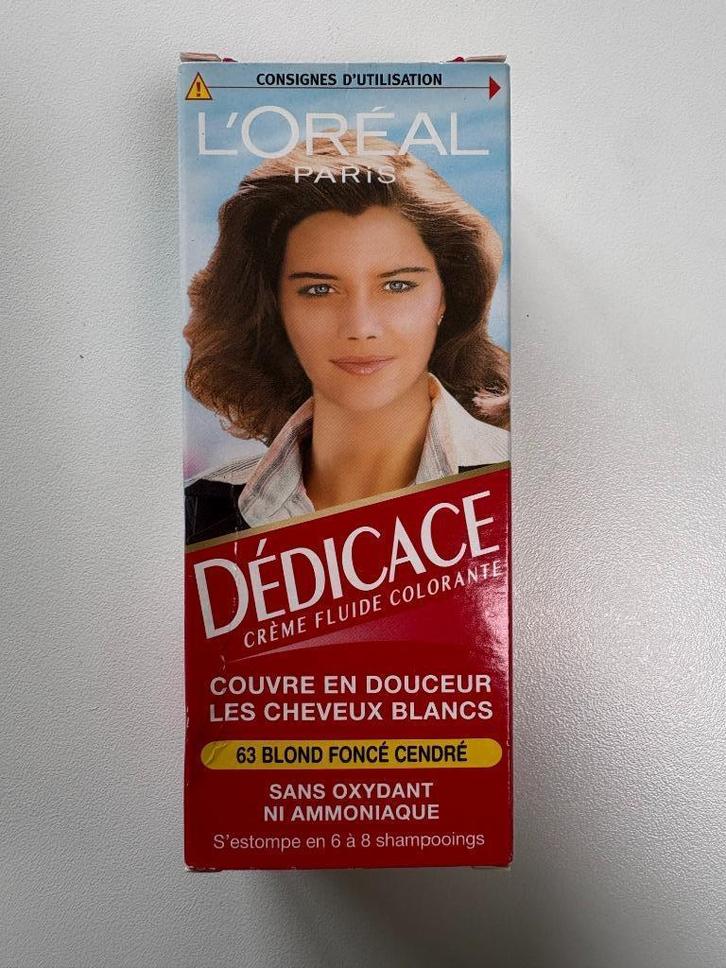 CONSIGNES D'UTILISATION
L'ORÉAL
PARIS
DÉDICACE
CRÈME FLUIDE COLORANTE
COUVRE EN DOUCEUR
LES CHEVEUX BLANCS
63 BLOND FONCÉ CENDRÉ
SANS OXYDANT
NI AMMONIAQUE
S'estompe en 6 à 8 shampooings